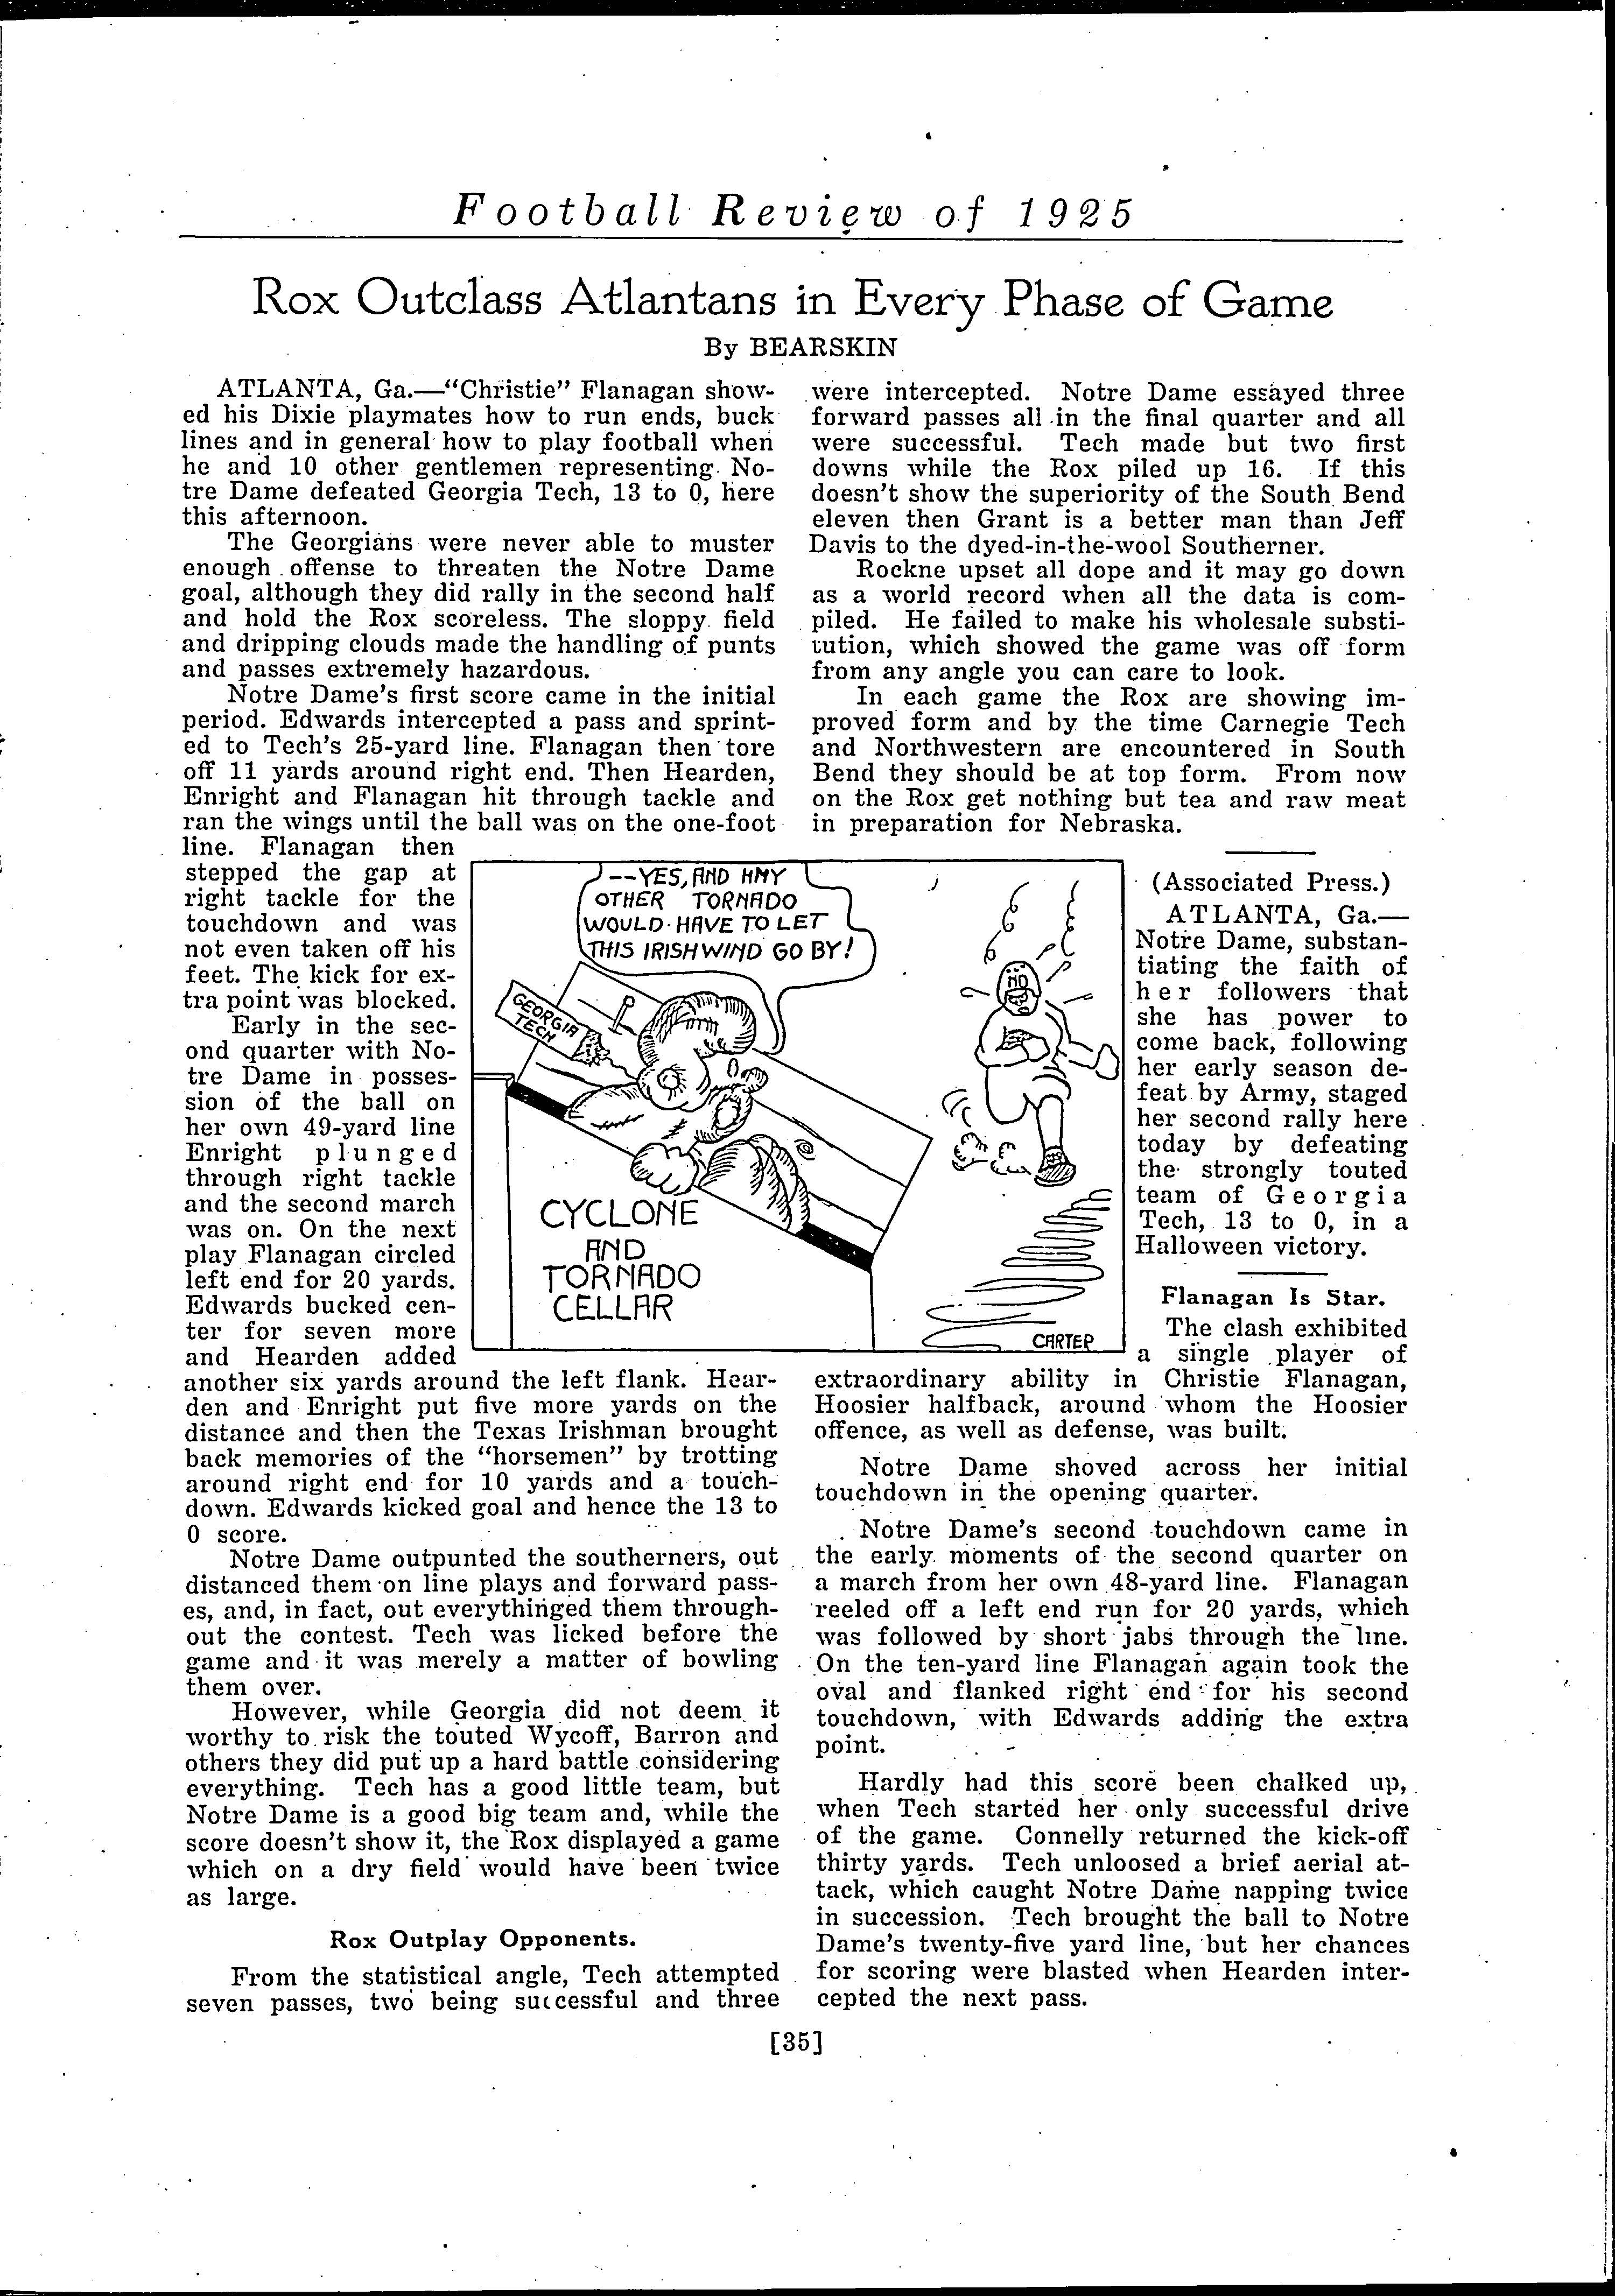 Football Review of 1925
Rox Outclass Atlantans in Every Phase of Game
By BEARSKIN
ATLANTA, Ga.—"Christie" Flanagan show-
ed his Dixie playmates how to run ends, buck
lines and in general how to play football when
he and 10 other gentlemen representing No-
tre Dame defeated Georgia Tech, 13 to 0, here
this afternoon.
The Georgians were never able to muster
enough offense to threaten the Notre Dame
goal, although they did rally in the second half
and hold the Rox scoreless. The sloppy field
and dripping clouds made the handling of punts
and passes extremely hazardous.
Notre Dame's first score came in the initial
period. Edwards intercepted a pass and sprint-
ed to Tech's 25-yard line. Flanagan then tore
off 11 yards around right end. Then Hearden,
Enright and Flanagan hit through tackle and
ran the wings until the ball was on the one-foot
line. Flanagan then
stepped the gap at
right tackle for the
touchdown and was
not even taken off his
feet. The kick for ex-
tra point was blocked.
Early in the sec-
ond quarter with No-
tre Dame in posses-
sion of the ball on
her own 49-yard line
Enright plunged
through right tackle
and the second march
was on. On the next
play Flanagan circled
left end for 20 yards.
Edwards bucked cen-
ter for seven more
and Hearden added
another six yards around the left flank. Hear-
den and Enright put five more yards on the
distance and then the Texas Irishman brought
back memories of the "horsemen" by trotting
around right end for 10 yards and a touch-
down. Edwards kicked goal and hence the 13 to
0 score.
Notre Dame outpunted the southerners, out
distanced them on line plays and forward pass-
es, and, in fact, out everythinged them through-
out the contest. Tech was licked before the
game and it was merely a matter of bowling
them over.
However, while Georgia did not deem it
worthy to risk the touted Wycoff, Barron and
others they did put up a hard battle considering
everything. Tech has a good little team, but
Notre Dame is a good big team and, while the
score doesn't show it, the Rox displayed a game
which on a dry field would have been twice
as large.
Rox Outplay Opponents.
From the statistical angle, Tech attempted
seven passes, two being successful and three
were intercepted. Notre Dame essayed three
forward passes all in the final quarter and all
were successful. Tech made but two first
downs while the Rox piled up 16. If this
doesn't show the superiority of the South Bend
eleven then Grant is a better man than Jeff
Davis to the dyed-in-the-wool Southerner.
Rockne upset all dope and it may go down
as a world record when all the data is com-
piled. He failed to make his wholesale substi-
tution, which showed the game was off form
from any angle you can care to look.
In each game the Rox are showing im-
proved form and by the time Carnegie Tech
and Northwestern are encountered in South
Bend they should be at top form. From now
on the Rox get nothing but tea and raw meat
in preparation for Nebraska.
--YES, AND ANY
OTHER TORNADO
WOULD HAVE TO LET
THIS IRISH WIND GO BY!
GEORGIA
TECH
ND
CYCLONE
AND
TORNADO
CELLAR
CARTER
(Associated Press.)
ATLANTA, Ga.—
Notre Dame, substan-
tiating the faith of
her followers that
she has power to
come back, following
her early season de-
feat by Army, staged
her second rally here
today by defeating
the strongly touted
team of Georgia
Tech, 13 to 0, in a
Halloween victory.
Flanagan Is Star.
The clash exhibited
a single player of
extraordinary ability in Christie Flanagan,
Hoosier halfback, around whom the Hoosier
offence, as well as defense, was built.
Notre Dame shoved across her initial
touchdown in the opening quarter.
Notre Dame's second touchdown came in
the early moments of the second quarter on
a march from her own 48-yard line. Flanagan
reeled off a left end run for 20 yards, which
was followed by short jabs through the line.
On the ten-yard line Flanagan again took the
oval and flanked right end for his second
touchdown, with Edwards adding the extra
point.
Hardly had this score been chalked up,
when Tech started her only successful drive
of the game. Connelly returned the kick-off
thirty yards. Tech unloosed a brief aerial at-
tack, which caught Notre Dame napping twice
in succession. Tech brought the ball to Notre
Dame's twenty-five yard line, but her chances
for scoring were blasted when Hearden inter-
cepted the next pass.
[35]